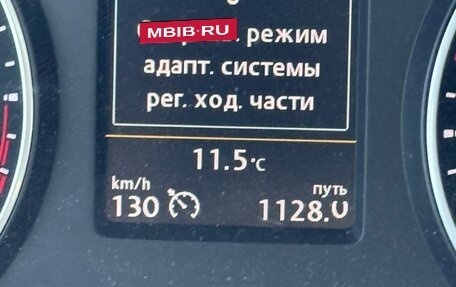 MBIB.RU
режим
адапт. системы
рег. ход. части
11.5°C
km/h
путь
130
1128.0